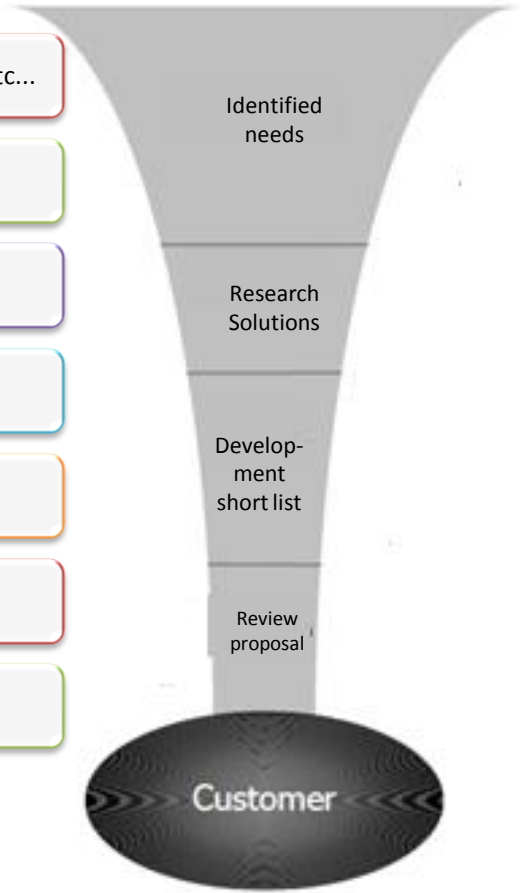 tc...
Identified
needs
Research
Solutions
Develop-
ment
short list
Review
proposal
Customer